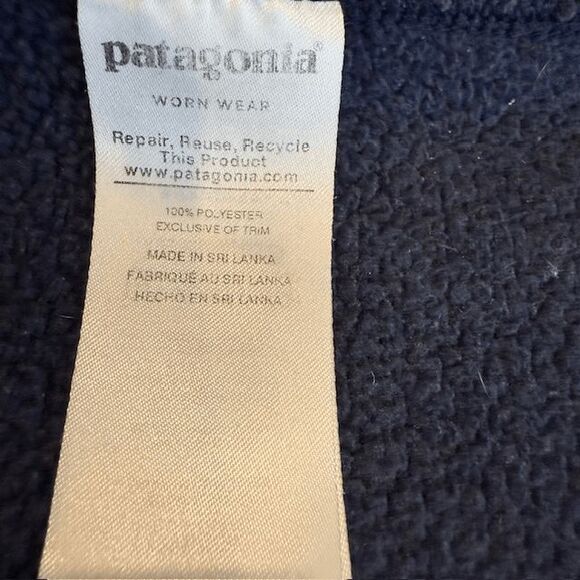 patagonia®
WORN WEAR
Repair, Reuse, Recycle
This Product
www.patagonia.com
100% POLYESTER
EXCLUSIVE OF TRIM
MADE IN SRI LANKA
FABRIQUÉ AU SRI LANKA
HECHO EN SRI LANKA